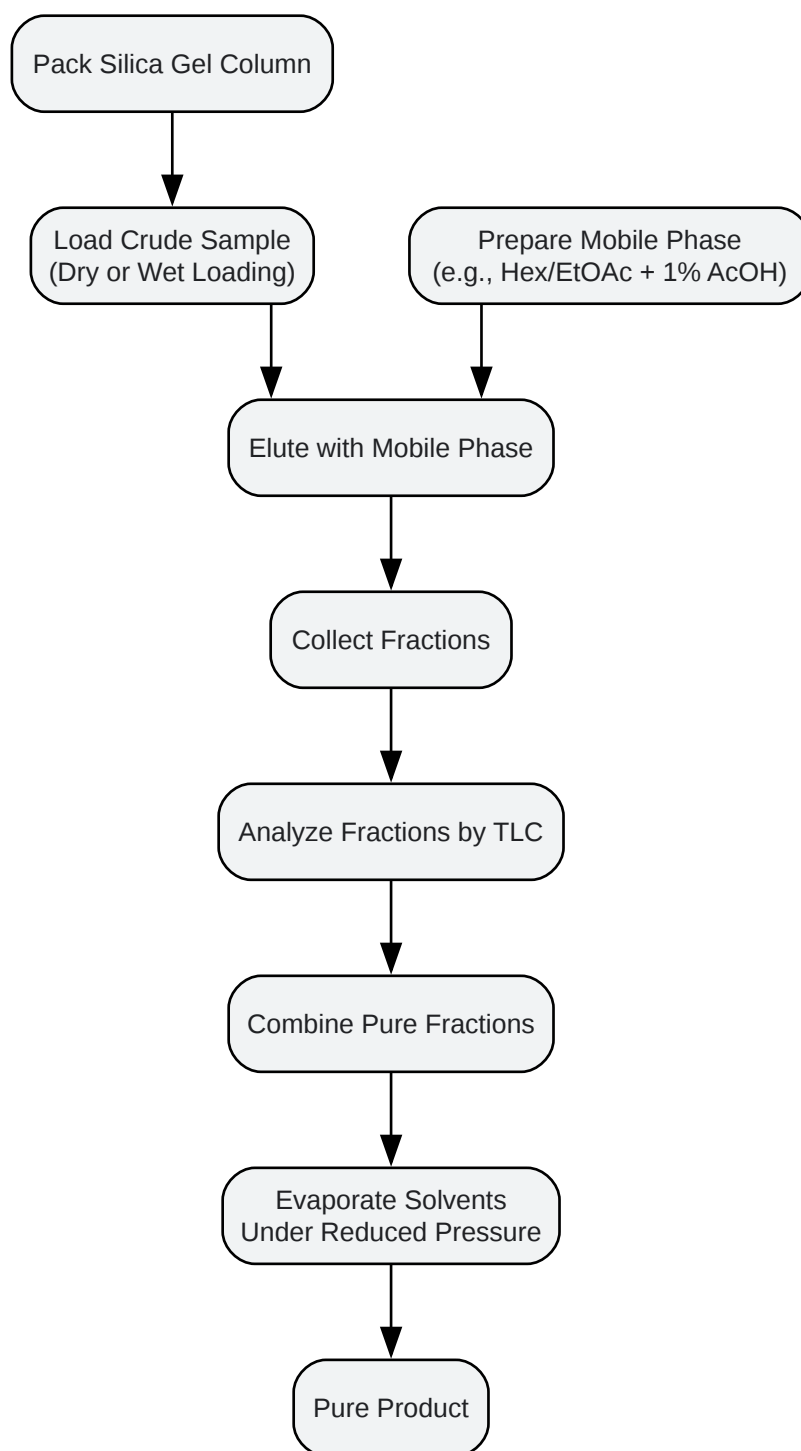 Pack Silica Gel Column
Load Crude Sample
(Dry or Wet Loading)
Prepare Mobile Phase
(e.g., Hex/EtOAc + 1% AcOH)
Elute with Mobile Phase
Collect Fractions
Analyze Fractions by TLC
Combine Pure Fractions
Evaporate Solvents
Under Reduced Pressure
Pure Product